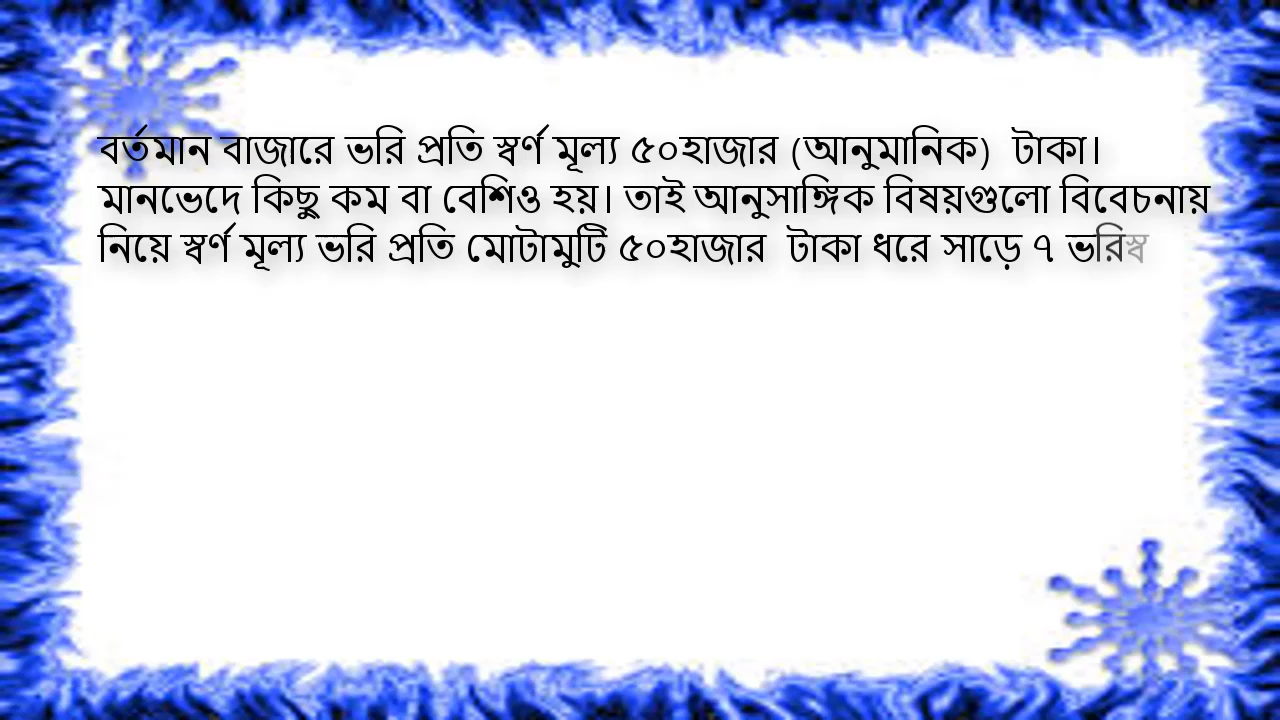 বর্তমান বাজারে ভরি প্রতি স্বর্ণ মূল্য ৫০হাজার (আনুমানিক)  টাকা।
মানভেদে কিছু কম বা বেশিও হয়। তাই আনুসাঙ্গিক বিষয়গুলো বিবেচনায়
নিয়ে স্বর্ণ মূল্য ভরি প্রতি মোটামুটি ৫০হাজার  টাকা ধরে সাড়ে ৭ ভরিস্ব